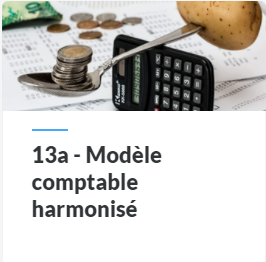 13a - Modèle
comptable
harmonisé